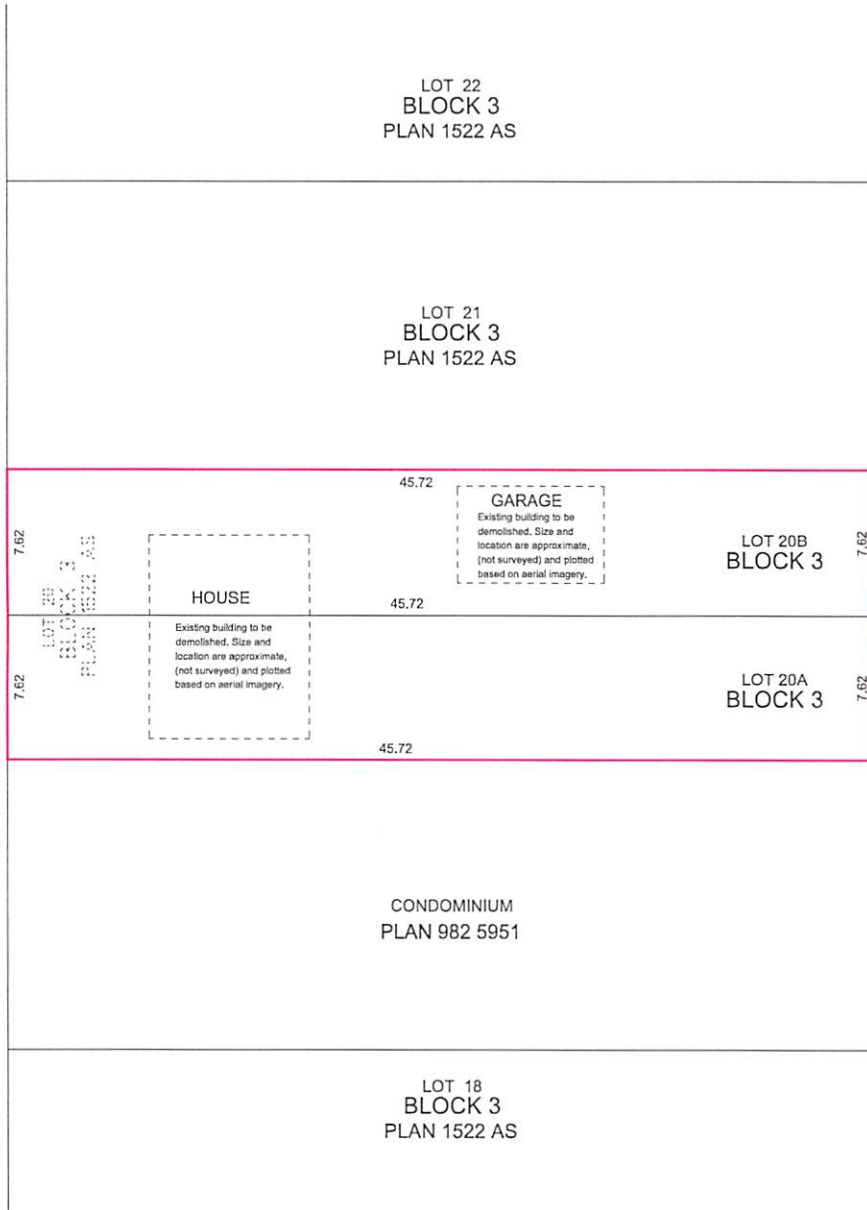 LOT 22
BLOCK 3
PLAN 1522 AS
LOT 21
BLOCK 3
PLAN 1522 AS
45.72
7.62
LOT 20
BLOCK 3
PLAN 1522 AS
GARAGE
Existing building to be
demolished. Size and
location are approximate,
(not surveyed) and plotted
based on aerial imagery.
LOT 20B
BLOCK 3
7.62
HOUSE
Existing building to be
demolished. Size and
location are approximate,
(not surveyed) and plotted
based on aerial imagery.
45.72
7.62
LOT 20A
BLOCK 3
7.62
45.72
CONDOMINIUM
PLAN 982 5951
LOT 18
BLOCK 3
PLAN 1522 AS